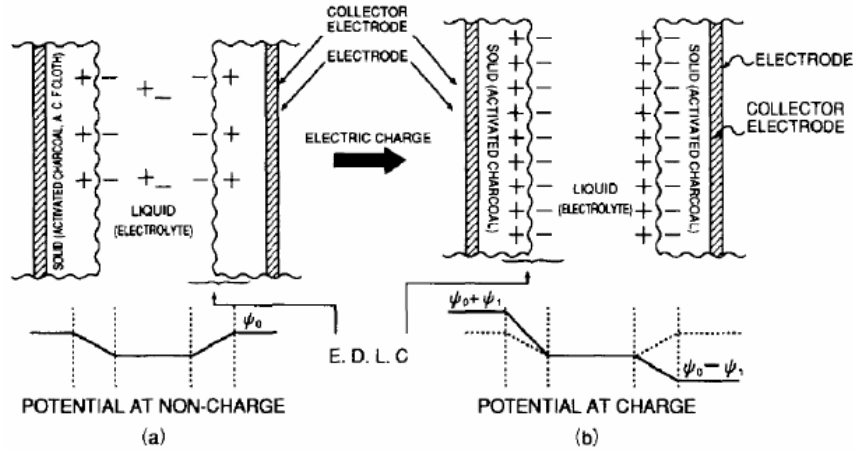 COLLECTOR
ELECTRODE
ELECTRODE
SOLID (ACTIVATED CHARCOAL, A. C. F CLOTH)
LIQUID
(ELECTROLYTE)
ELECTRIC CHARGE
SOLID (ACTIVATED CHARCOAL)
LIQUID
(ELECTROLYTE)
SOLID (ACTIVATED CHARCOAL)
ELECTRODE
COLLECTOR
ELECTRODE
ψ₀
E. D. L. C
ψ₀+ψ₁
ψ₀−ψ₁
POTENTIAL AT NON-CHARGE
(a)
POTENTIAL AT CHARGE
(b)